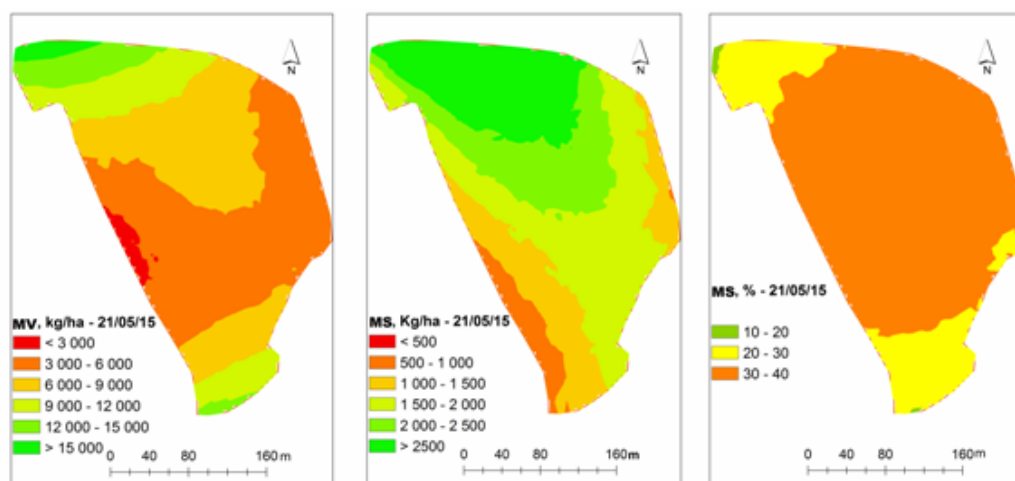 N
MV, kg/ha - 21/05/15
< 3 000
3 000 - 6 000
6 000 - 9 000
9 000 - 12 000
12 000 - 15 000
> 15 000
0 40 80 160 m
N
MS, Kg/ha - 21/05/15
< 500
500 - 1 000
1 000 - 1 500
1 500 - 2 000
2 000 - 2 500
> 2500
0 40 80 160 m
N
MS, % - 21/05/15
10 - 20
20 - 30
30 - 40
0 40 80 160 m